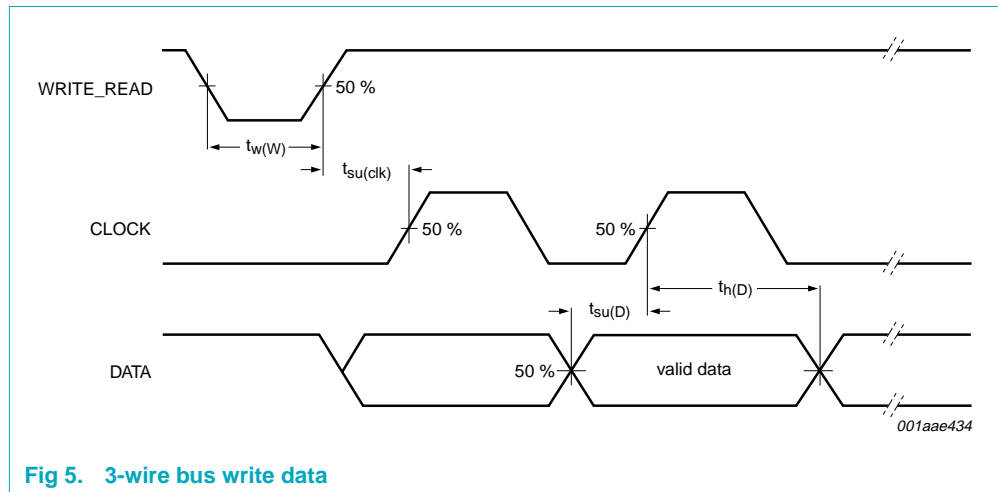 WRITE_READ
50 %
tw(W)
tsu(clk)
CLOCK
50 %
50 %
th(D)
tsu(D)
DATA
50 %
valid data
001aae434
Fig 5. 3-wire bus write data